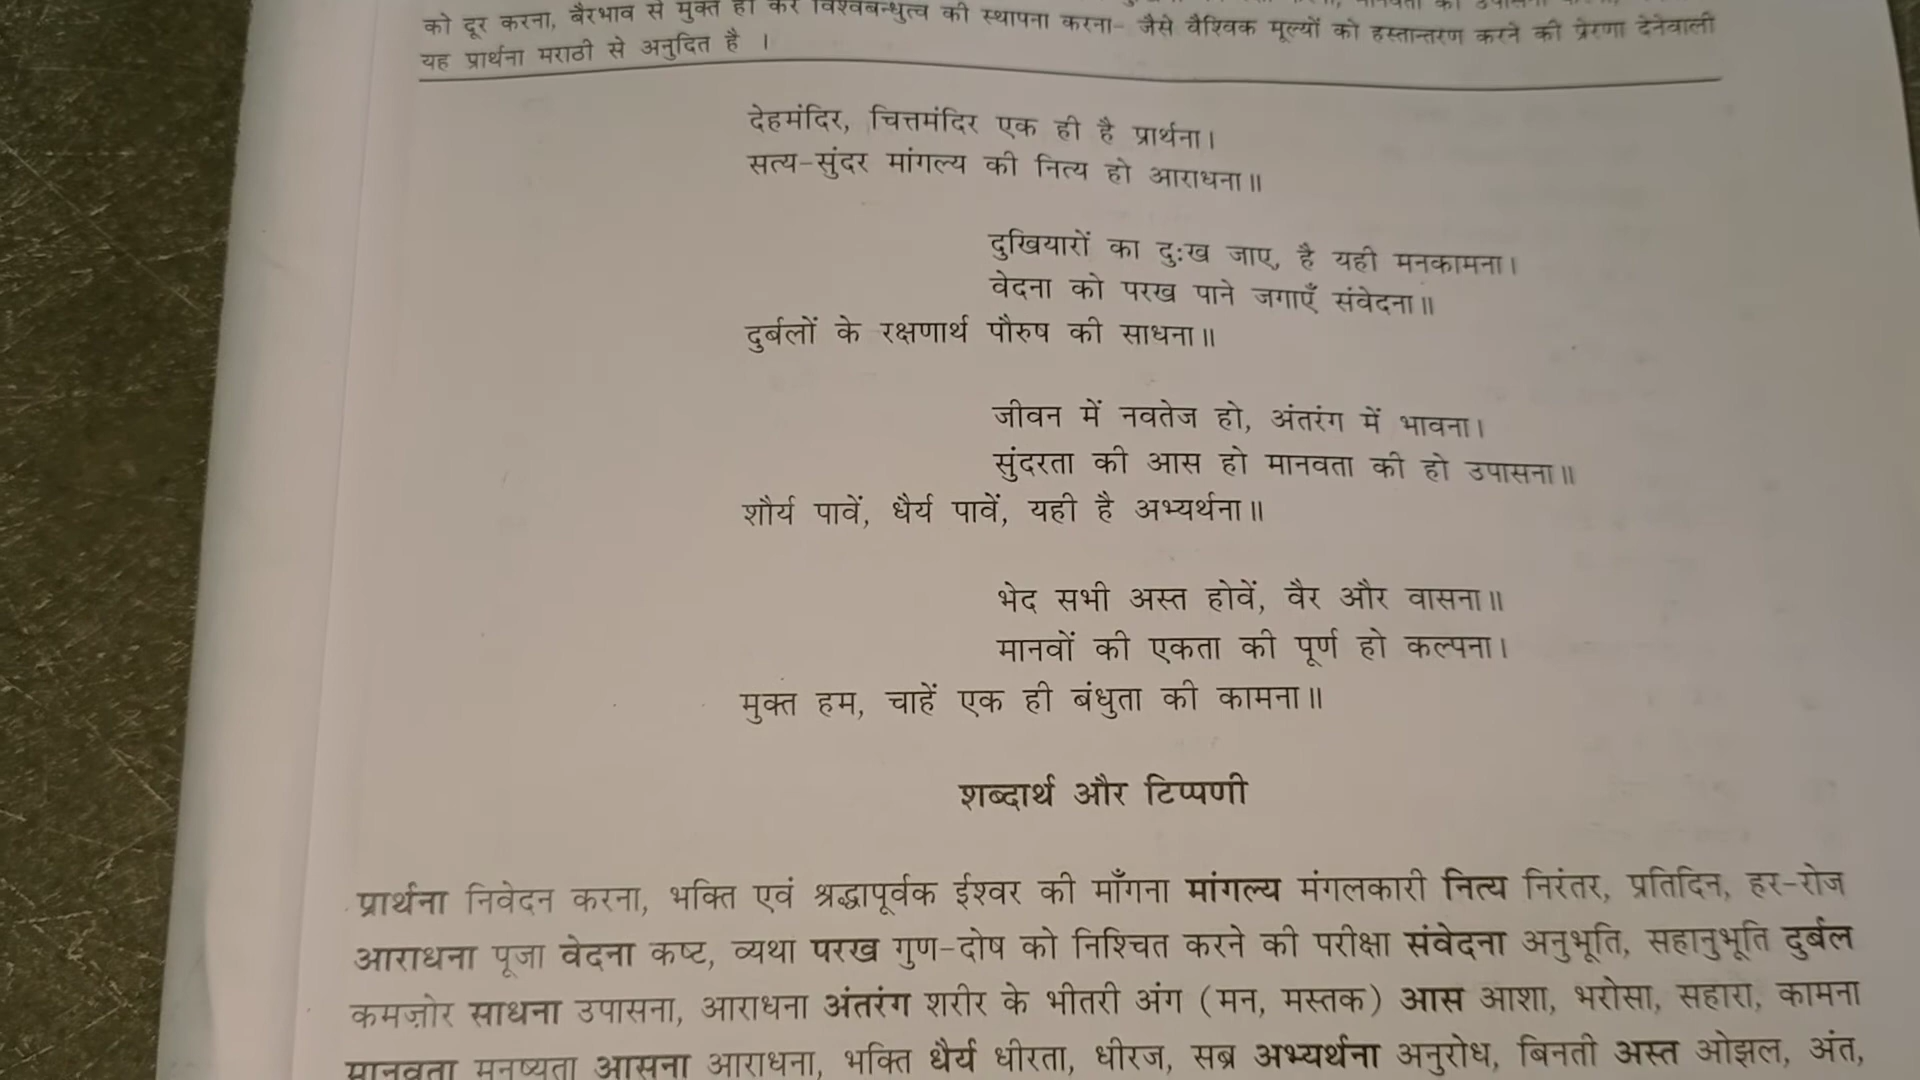 को दूर करना, बैरभाव से मुक्त हो कर विश्वबन्धुत्व की स्थापना करना- जैसे वैश्विक मूल्यों को हस्तान्तरण करने की प्रेरणा देनेवाली
यह प्रार्थना मराठी से अनुदित है ।
देहमंदिर, चित्तमंदिर एक ही है प्रार्थना।
सत्य-सुंदर मांगल्य की नित्य हो आराधना॥
दुखियारों का दुःख जाए, है यही मनकामना।
वेदना को परख पाने जगाएँ संवेदना॥
दुर्बलों के रक्षणार्थ पौरुष की साधना॥
जीवन में नवतेज हो, अंतरंग में भावना।
सुंदरता की आस हो मानवता की हो उपासना॥
शौर्य पावें, धैर्य पावें, यही है अभ्यर्थना॥
भेद सभी अस्त होवें, वैर और वासना॥
मानवों की एकता की पूर्ण हो कल्पना।
मुक्त हम, चाहें एक ही बंधुता की कामना॥
शब्दार्थ और टिप्पणी
प्रार्थना निवेदन करना, भक्ति एवं श्रद्धापूर्वक ईश्वर की माँगना मांगल्य मंगलकारी नित्य निरंतर, प्रतिदिन, हर-रोज
आराधना पूजा वेदना कष्ट, व्यथा परख गुण-दोष को निश्चित करने की परीक्षा संवेदना अनुभूति, सहानुभूति दुर्बल
कमज़ोर साधना उपासना, आराधना अंतरंग शरीर के भीतरी अंग (मन, मस्तक) आस आशा, भरोसा, सहारा, कामना
मानवता मनुष्यता आसना आराधना, भक्ति धैर्य धीरता, धीरज, सब्र अभ्यर्थना अनुरोध, बिनती अस्त ओझल, अंत,